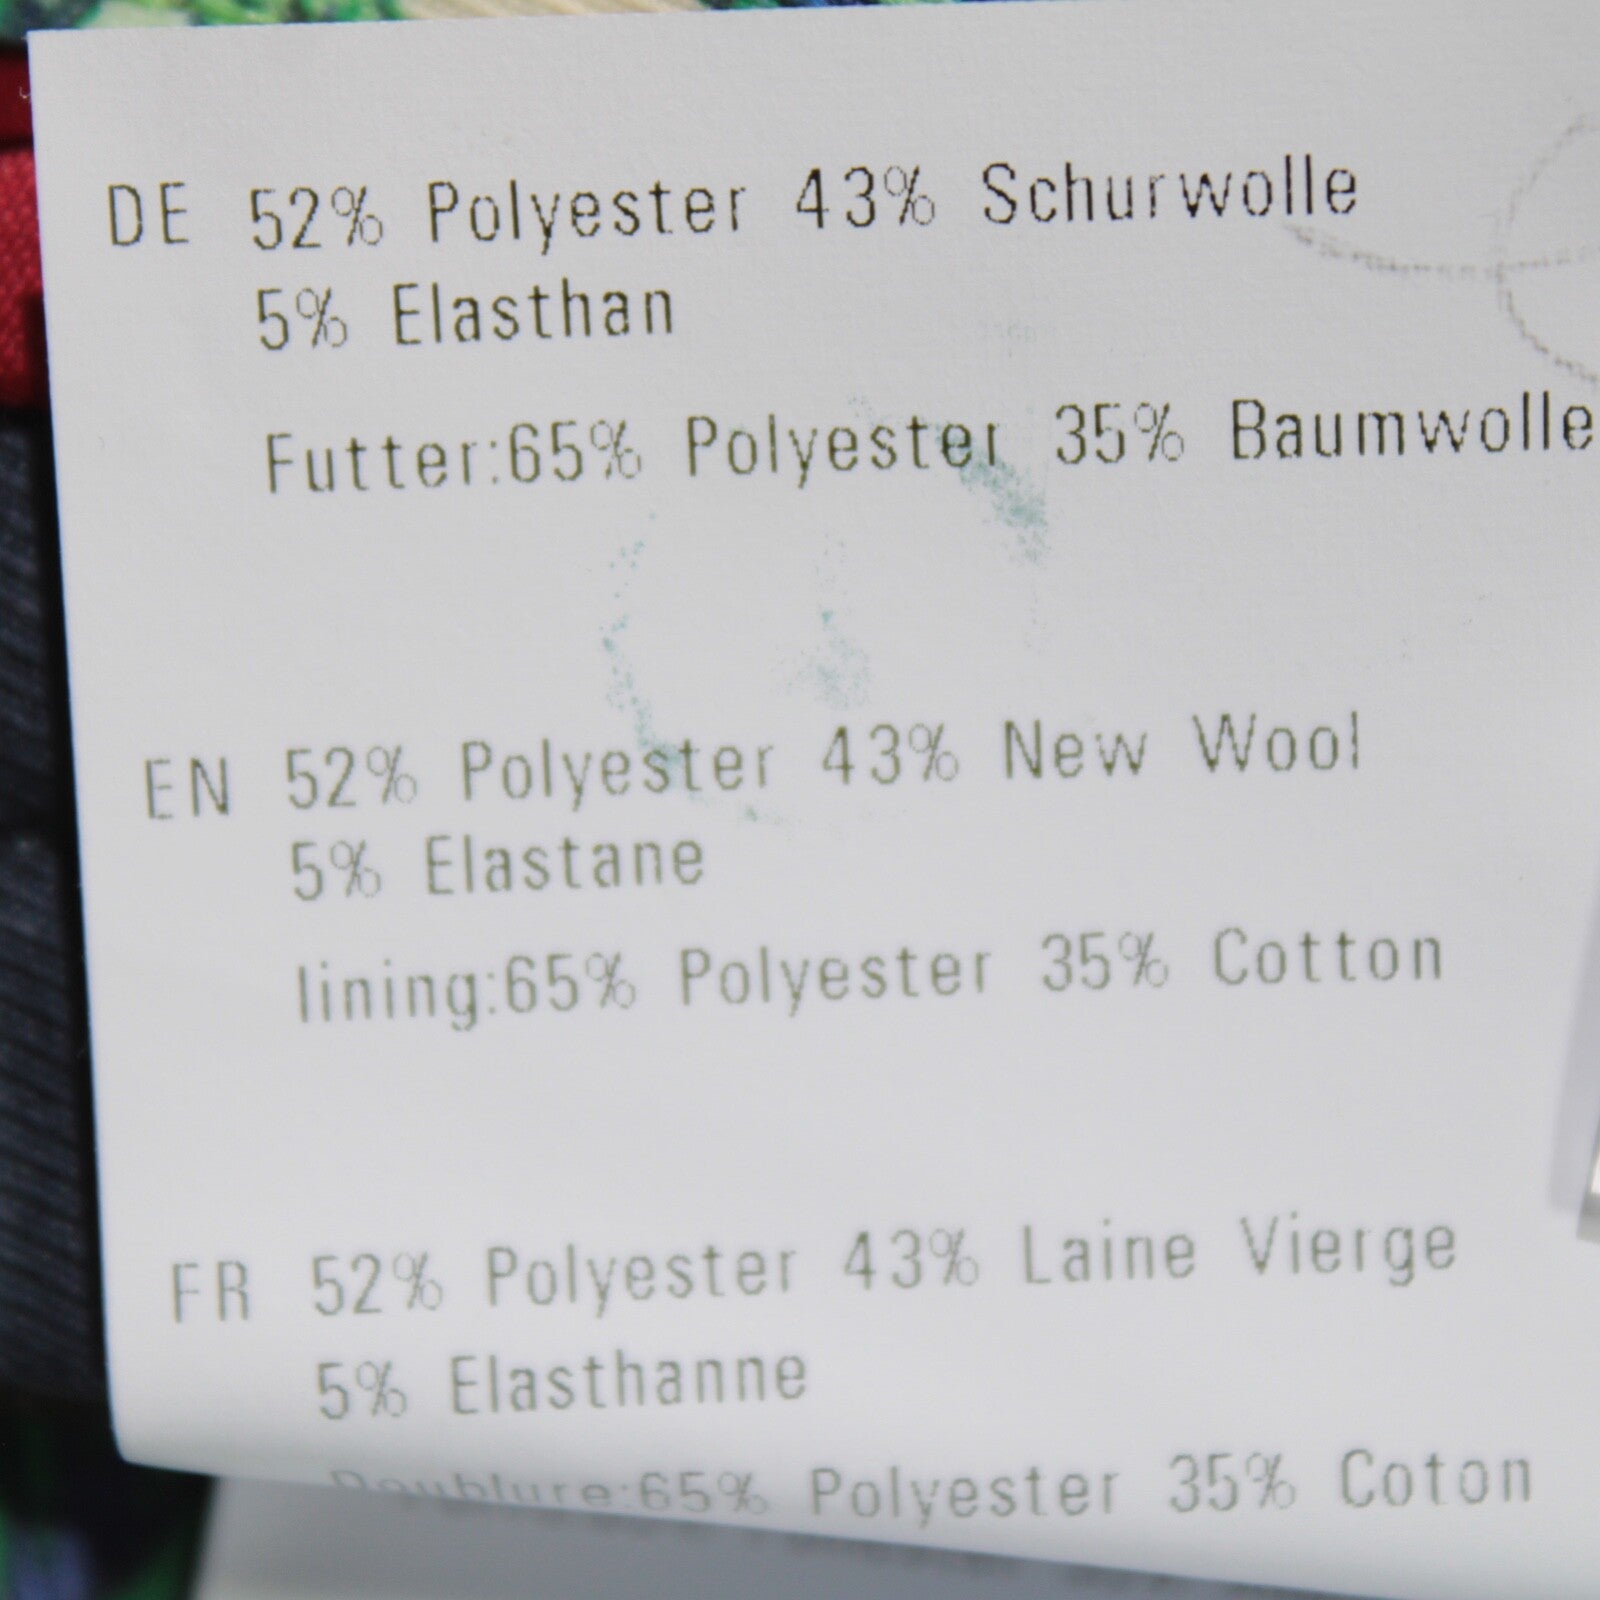 DE 52% Polyester 43% Schurwolle
5% Elasthan
Futter:65% Polyester 35% Baumwolle
EN 52% Polyester 43% New Wool
5% Elastane
lining:65% Polyester 35% Cotton
FR 52% Polyester 43% Laine Vierge
5% Elasthanne
Doublure:65% Polyester 35% Coton